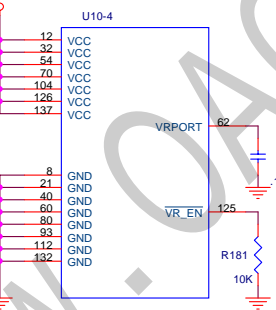 U10-4
12 VCC
32 VCC
54 VCC
70 VCC
104 VCC
126 VCC
137 VCC
VRPORT 62
8 GND
21 GND
40 GND
60 GND
80 GND
93 GND
112 GND
132 GND
VR_EN 125
R181
10K